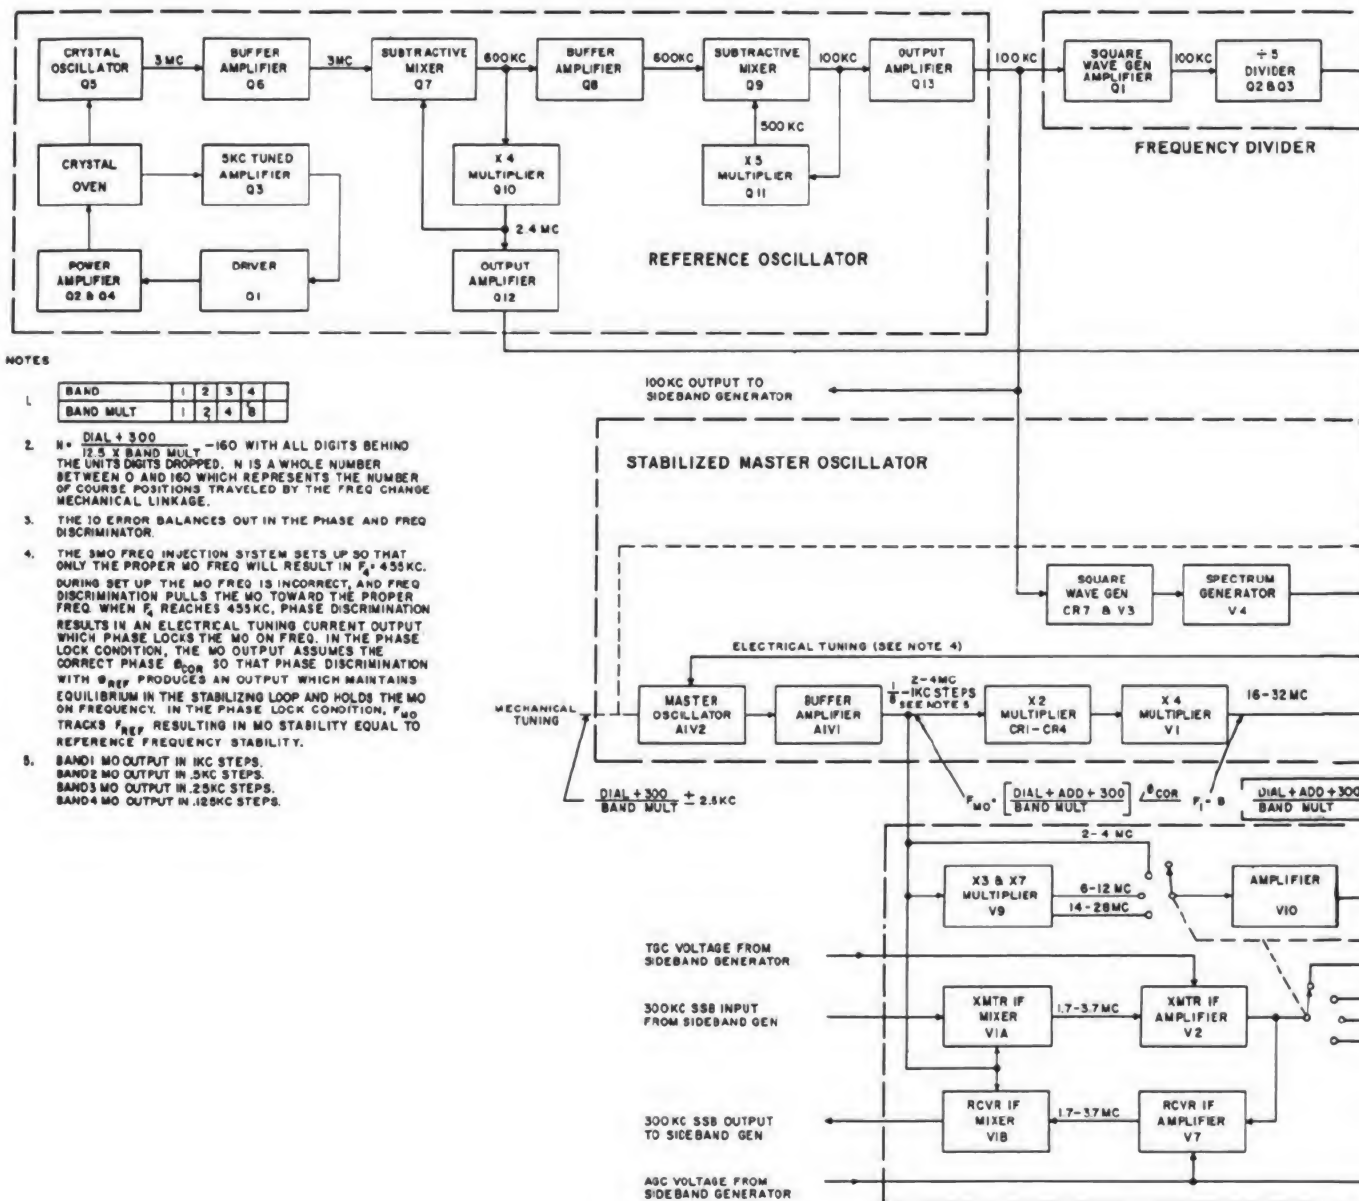 CRYSTAL
OSCILLATOR
Q5
3 MC
BUFFER
AMPLIFIER
Q6
3MC
SUBTRACTIVE
MIXER
Q7
600KC
BUFFER
AMPLIFIER
Q8
600KC
SUBTRACTIVE
MIXER
Q9
100KC
OUTPUT
AMPLIFIER
Q13
100 KC
SQUARE
WAVE GEN
AMPLIFIER
Q1
100 KC
÷5
DIVIDER
Q2 & Q3
500 KC
FREQUENCY DIVIDER
CRYSTAL
OVEN
5KC TUNED
AMPLIFIER
Q3
X 4
MULTIPLIER
Q10
X 5
MULTIPLIER
Q11
2.4 MC
REFERENCE OSCILLATOR
POWER
AMPLIFIER
Q2 & Q4
DRIVER
Q1
OUTPUT
AMPLIFIER
Q12
NOTES
1. BAND 1 2 3 4
BAND MULT 1 2 4 8
2. N= DIAL + 300 / 12.5 X BAND MULT -160 WITH ALL DIGITS BEHIND
THE UNITS DIGITS DROPPED. N IS A WHOLE NUMBER
BETWEEN 0 AND 160 WHICH REPRESENTS THE NUMBER
OF COURSE POSITIONS TRAVELED BY THE FREQ CHANGE
MECHANICAL LINKAGE.
3. THE 10 ERROR BALANCES OUT IN THE PHASE AND FREQ
DISCRIMINATOR.
4. THE SMO FREQ INJECTION SYSTEM SETS UP SO THAT
ONLY THE PROPER MO FREQ WILL RESULT IN F4= 455KC.
DURING SET UP THE MO FREQ IS INCORRECT, AND FREQ
DISCRIMINATION PULLS THE MO TOWARD THE PROPER
FREQ. WHEN F4 REACHES 455KC, PHASE DISCRIMINATION
RESULTS IN AN ELECTRICAL TUNING CURRENT OUTPUT
WHICH PHASE LOCKS THE MO ON FREQ. IN THE PHASE
LOCK CONDITION, THE MO OUTPUT ASSUMES THE
CORRECT PHASE ØCOR SO THAT PHASE DISCRIMINATION
WITH ØREF PRODUCES AN OUTPUT WHICH MAINTAINS
EQUILIBRIUM IN THE STABILIZING LOOP AND HOLDS THE MO
ON FREQUENCY. IN THE PHASE LOCK CONDITION, FMO
TRACKS FREF RESULTING IN MO STABILITY EQUAL TO
REFERENCE FREQUENCY STABILITY.
5. BAND1 MO OUTPUT IN 1KC STEPS.
BAND2 MO OUTPUT IN .5KC STEPS.
BAND3 MO OUTPUT IN .25KC STEPS.
BAND4 MO OUTPUT IN .125KC STEPS.
100KC OUTPUT TO
SIDEBAND GENERATOR
STABILIZED MASTER OSCILLATOR
SQUARE
WAVE GEN
CR7 & V3
SPECTRUM
GENERATOR
V4
ELECTRICAL TUNING (SEE NOTE 4)
MECHANICAL
TUNING
MASTER
OSCILLATOR
A1V2
BUFFER
AMPLIFIER
A1V1
2-4MC
1/8 -1KC STEPS
SEE NOTE 5
X2
MULTIPLIER
CR1-CR4
X 4
MULTIPLIER
V1
16-32 MC
DIAL +300 / BAND MULT ± 2.5KC
FMO= [DIAL + ADD + 300 / BAND MULT] /ØCOR
F1= 8 [DIAL + ADD + 300 / BAND MULT
2-4 MC
X3 & X7
MULTIPLIER
V9
6-12 MC
14-28MC
AMPLIFIER
V10
TGC VOLTAGE FROM
SIDEBAND GENERATOR
300KC SSB INPUT
FROM SIDEBAND GEN
XMTR IF
MIXER
V1A
1.7-3.7MC
XMTR IF
AMPLIFIER
V2
300KC SSB OUTPUT
TO SIDEBAND GEN
RCVR IF
MIXER
V1B
1.7-3.7MC
RCVR IF
AMPLIFIER
V7
AGC VOLTAGE FROM
SIDEBAND GENERATOR